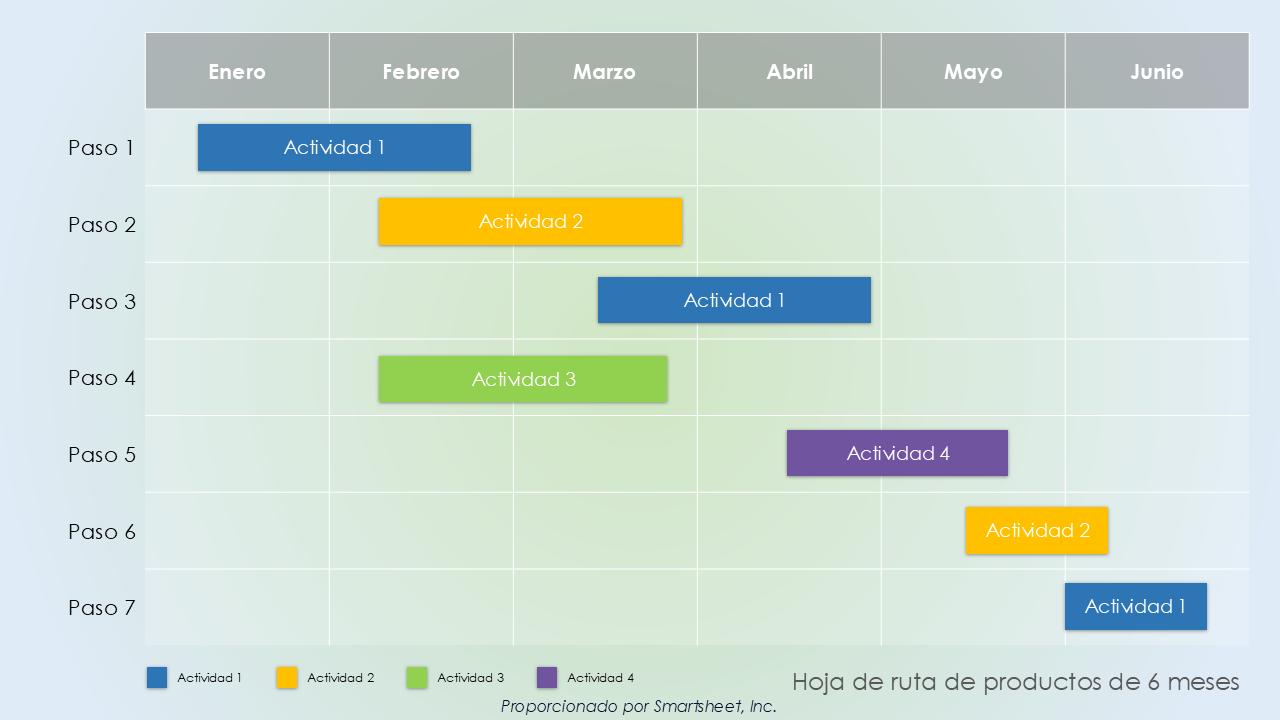 Enero Febrero Marzo Abril Mayo Junio
Paso 1 Actividad 1
Paso 2 Actividad 2
Paso 3 Actividad 1
Paso 4 Actividad 3
Paso 5 Actividad 4
Paso 6 Actividad 2
Paso 7 Actividad 1
Actividad 1 Actividad 2 Actividad 3 Actividad 4
Hoja de ruta de productos de 6 meses
Proporcionado por Smartsheet, Inc.